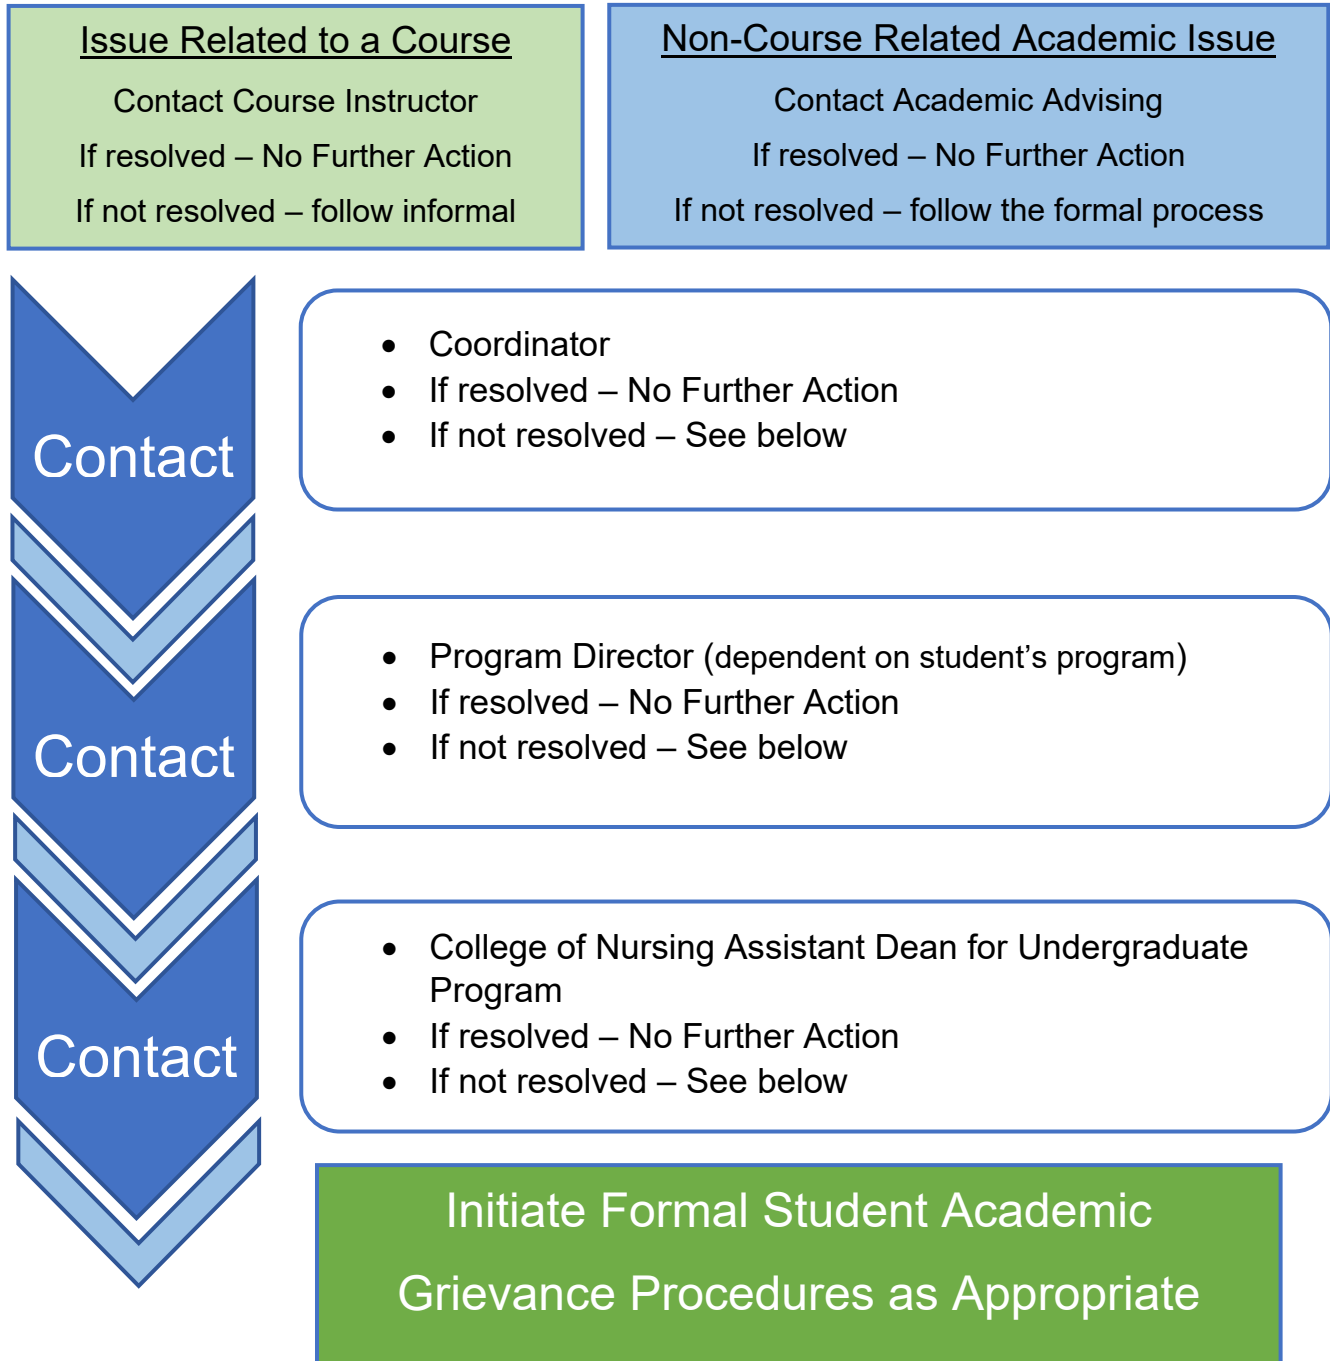 Issue Related to a Course
Contact Course Instructor
If resolved – No Further Action
If not resolved – follow informal
Non-Course Related Academic Issue
Contact Academic Advising
If resolved – No Further Action
If not resolved – follow the formal process
Contact
• Coordinator
• If resolved – No Further Action
• If not resolved – See below
Contact
• Program Director (dependent on student’s program)
• If resolved – No Further Action
• If not resolved – See below
Contact
• College of Nursing Assistant Dean for Undergraduate
Program
• If resolved – No Further Action
• If not resolved – See below
Initiate Formal Student Academic
Grievance Procedures as Appropriate